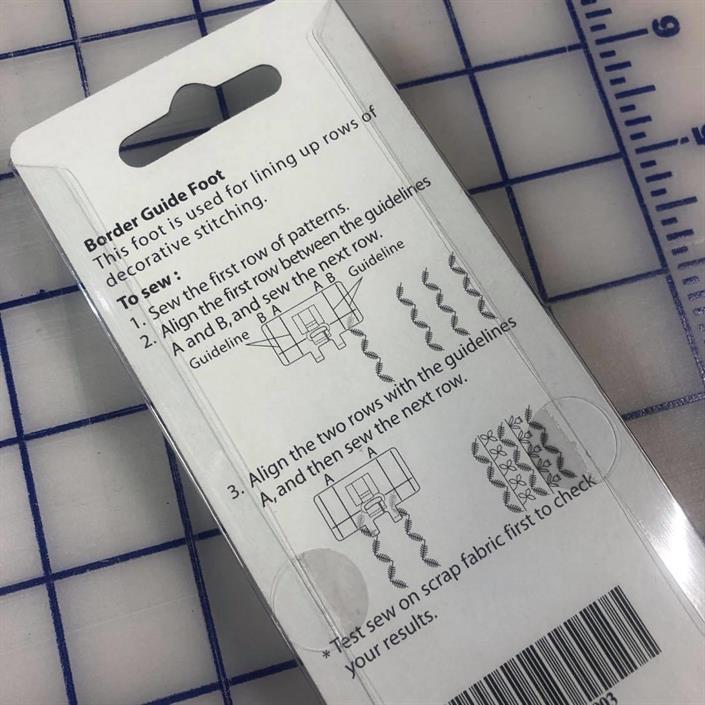 Border Guide Foot
This foot is used for lining up rows of
decorative stitching.
To sew :
1. Sew the first row of patterns.
2. Align the first row between the guidelines
A and B, and sew the next row.
A B Guideline
B A
Guideline
3. Align the two rows with the guidelines
A, and then sew the next row.
A A
* Test sew on scrap fabric first to check
your results.
9